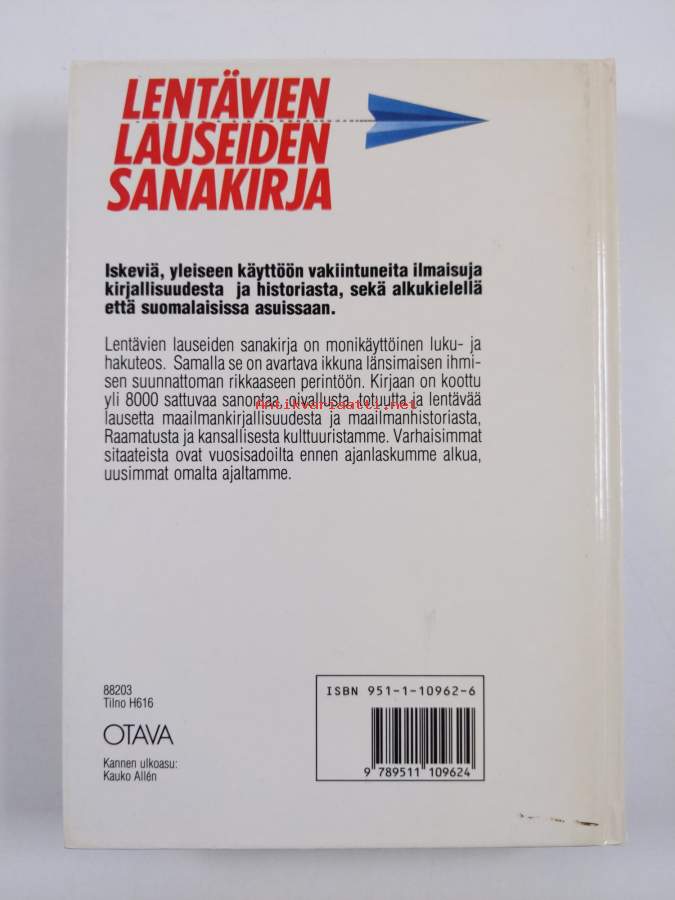 LENTÄVIEN
LAUSEIDEN
SANAKIRJA
Iskeviä, yleiseen käyttöön vakiintuneita ilmaisuja
kirjallisuudesta ja historiasta, sekä alkukielellä
että suomalaisissa asuissaan.
Lentävien lauseiden sanakirja on monikäyttöinen luku- ja
hakuteos. Samalla se on avartava ikkuna länsimaisen ihmi-
sen suunnattoman rikkaaseen perintöön. Kirjaan on koottu
yli 8000 sattuvaa sanontaa, oivallusta, totuutta ja lentävää
Antikvariaatti.net
lausetta maailmankirjallisuudesta ja maailmanhistoriasta,
Raamatusta ja kansallisesta kulttuuristamme. Varhaisimmat
sitaateista ovat vuosisadoilta ennen ajanlaskumme alkua,
uusimmat omalta ajaltamme.
88203
Tilno H616
OTAVA
Kannen ulkoasu:
Kauko Allén
ISBN 951-1-10962-6
9 789511 109624